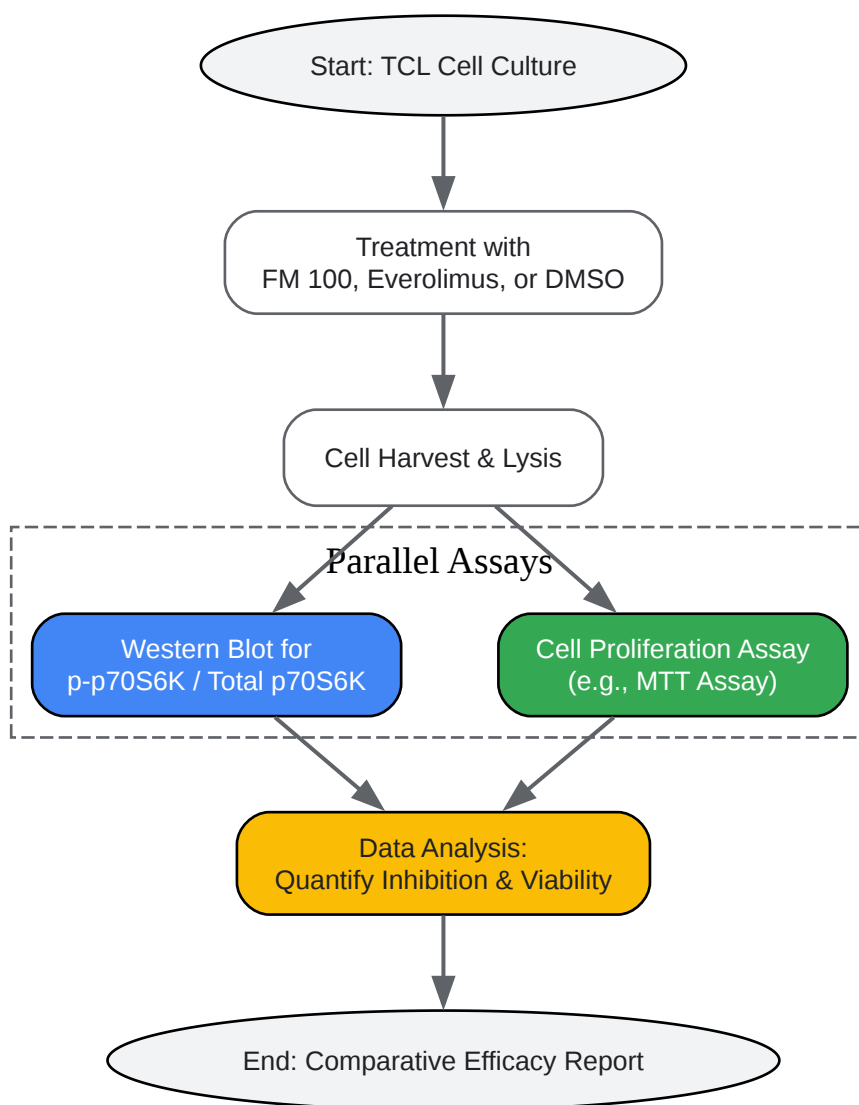 Start: TCL Cell Culture
Treatment with
FM 100, Everolimus, or DMSO
Cell Harvest & Lysis
Parallel Assays
Western Blot for
p-p70S6K / Total p70S6K
Cell Proliferation Assay
(e.g., MTT Assay)
Data Analysis:
Quantify Inhibition & Viability
End: Comparative Efficacy Report